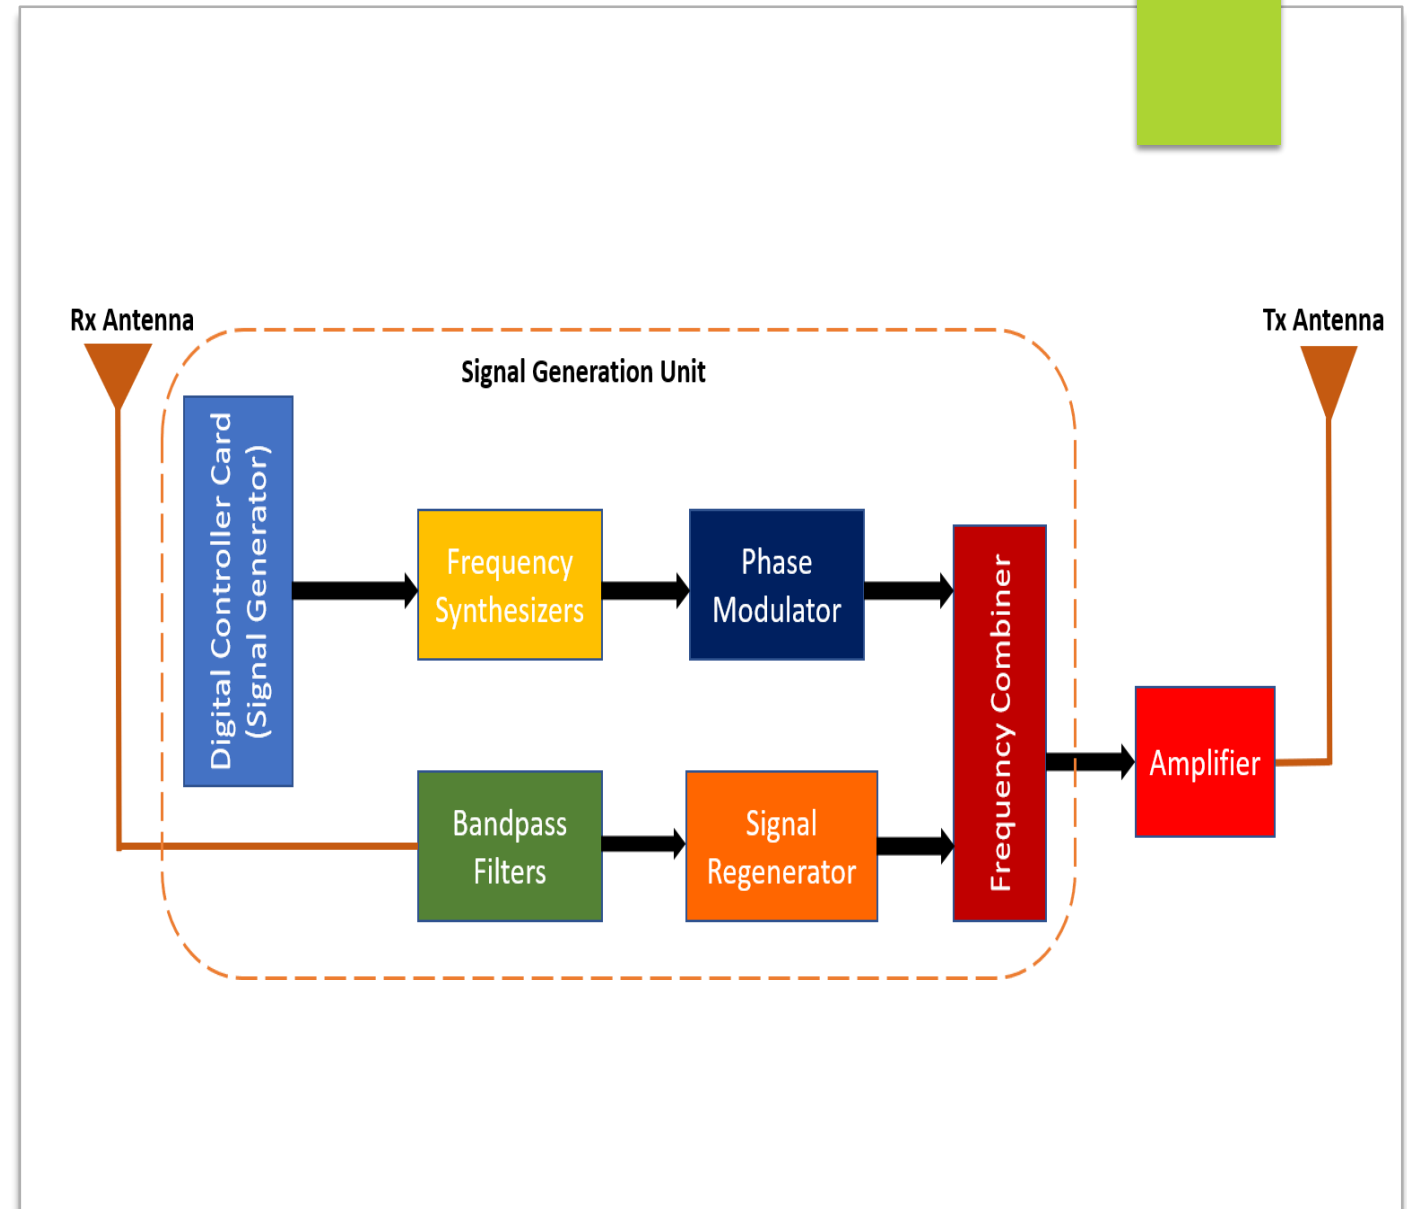 Rx Antenna
Tx Antenna
Signal Generation Unit
Digital Controller Card
(Signal Generator)
Frequency
Synthesizers
Phase
Modulator
Frequency Combiner
Amplifier
Bandpass
Filters
Signal
Regenerator